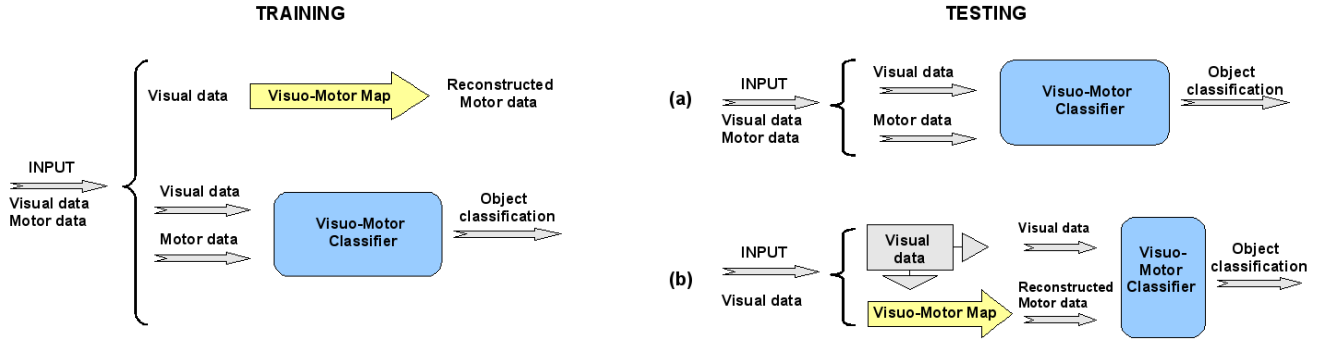 TRAINING
Visual data
Visuo-Motor Map
Reconstructed
Motor data
INPUT
Visual data
Motor data
Visual data
Motor data
Visuo-Motor
Classifier
Object
classification
TESTING
(a)
INPUT
Visual data
Motor data
Visual data
Motor data
Visuo-Motor
Classifier
Object
classification
(b)
INPUT
Visual data
Visual
data
Visuo-Motor Map
Visual data
Reconstructed
Motor data
Visuo-
Motor
Classifier
Object
classification